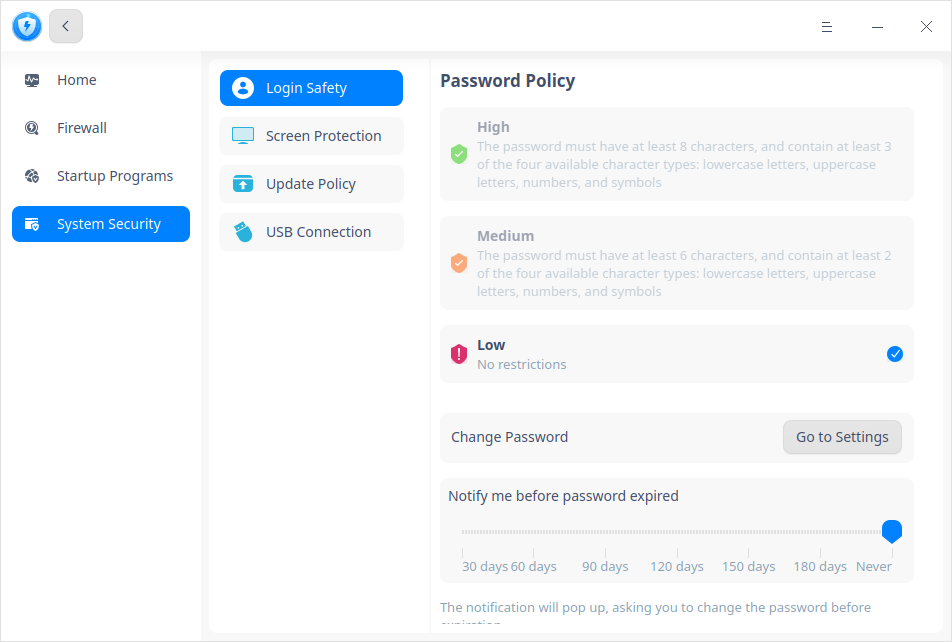 Home
Firewall
Startup Programs
System Security
Login Safety
Screen Protection
Update Policy
USB Connection
Password Policy
High
The password must have at least 8 characters, and contain at least 3
of the four available character types: lowercase letters, uppercase
letters, numbers, and symbols
Medium
The password must have at least 6 characters, and contain at least 2
of the four available character types: lowercase letters, uppercase
letters, numbers, and symbols
Low
No restrictions
Change Password
Go to Settings
Notify me before password expired
30 days 60 days 90 days 120 days 150 days 180 days Never
The notification will pop up, asking you to change the password before